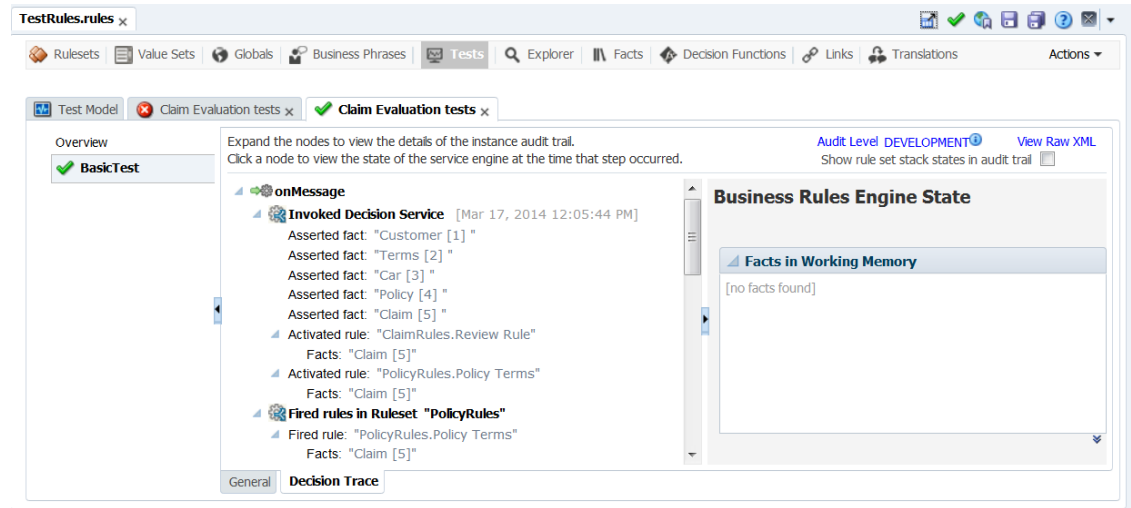 TestRules.rules x
Rulesets Value Sets Globals Business Phrases Tests Explorer Facts Decision Functions Links Translations Actions
Test Model Claim Evaluation tests x Claim Evaluation tests x
Overview
BasicTest
Expand the nodes to view the details of the instance audit trail.
Click a node to view the state of the service engine at the time that step occurred.
Audit Level DEVELOPMENT View Raw XML
Show rule set stack states in audit trail
onMessage
Invoked Decision Service [Mar 17, 2014 12:05:44 PM]
Asserted fact: "Customer [1] "
Asserted fact: "Terms [2] "
Asserted fact: "Car [3] "
Asserted fact: "Policy [4] "
Asserted fact: "Claim [5] "
Activated rule: "ClaimRules.Review Rule"
Facts: "Claim [5]"
Activated rule: "PolicyRules.Policy Terms"
Facts: "Claim [5]"
Fired rules in Ruleset "PolicyRules"
Fired rule: "PolicyRules.Policy Terms"
Facts: "Claim [5]"
Business Rules Engine State
Facts in Working Memory
[no facts found]
General Decision Trace